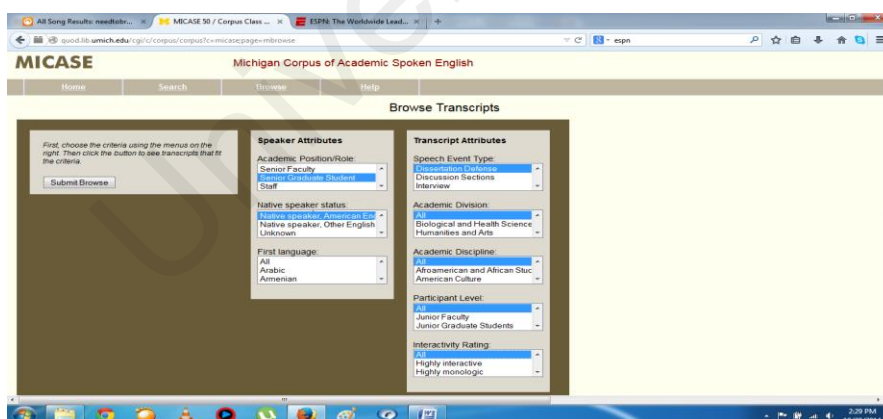 All Song Results: needtobr... × MICASE 50 / Corpus Class ... × ESPN: The Worldwide Lead... × +
quod.lib.umich.edu/cgi/c/corpus/corpus?c=micase;page=mbrowse 8 - espn
MICASE Michigan Corpus of Academic Spoken English
Home Search Browse Help
Browse Transcripts
First, choose the criteria using the menus on the
right. Then click the button to see transcripts that fit
the criteria.
Submit Browse
Speaker Attributes
Academic Position/Role:
Senior Faculty
Senior Graduate Student
Staff
Native speaker status:
Native speaker, American En
Native speaker, Other English
Unknown
First language:
All
Arabic
Armenian
Transcript Attributes
Speech Event Type:
Dissertation Defense
Discussion Sections
Interview
Academic Division:
All
Biological and Health Science
Humanities and Arts
Academic Discipline:
All
Afroamerican and African Stud
American Culture
Participant Level:
All
Junior Faculty
Junior Graduate Students
Interactivity Rating:
All
Highly interactive
Highly monologic
2:29 PM